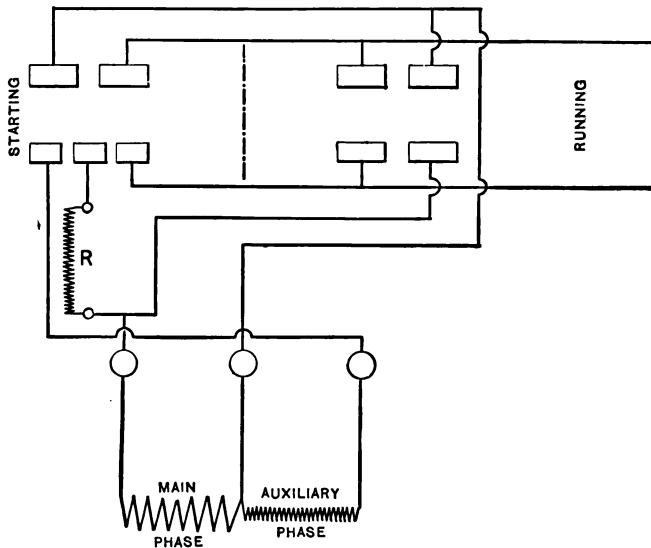 STARTING
RUNNING
R
MAIN
PHASE
AUXILIARY
PHASE